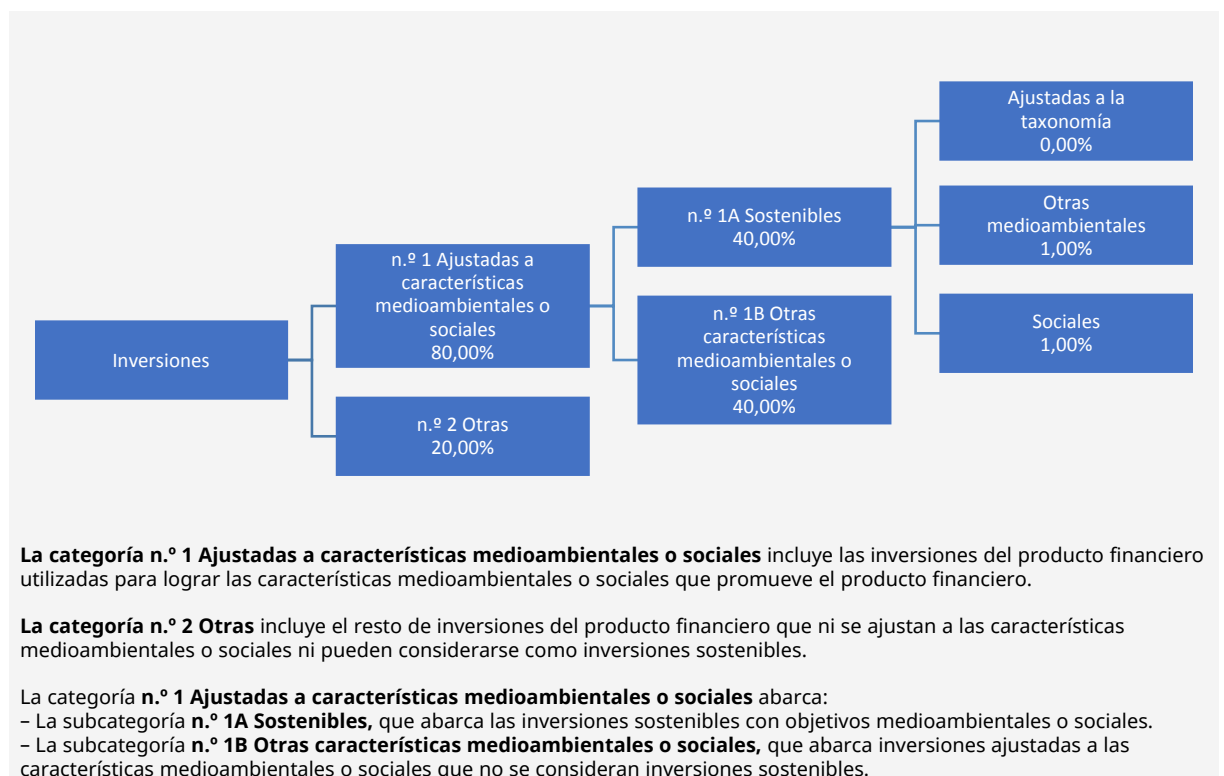 Inversiones
n.º 1 Ajustadas a
características
medioambientales o
sociales
80,00%
n.º 2 Otras
20,00%
n.º 1A Sostenibles
40,00%
n.º 1B Otras
características
medioambientales o
sociales
40,00%
Ajustadas a la
taxonomía
0,00%
Otras
medioambientales
1,00%
Sociales
1,00%
La categoría n.º 1 Ajustadas a características medioambientales o sociales incluye las inversiones del producto financiero
utilizadas para lograr las características medioambientales o sociales que promueve el producto financiero.
La categoría n.º 2 Otras incluye el resto de inversiones del producto financiero que ni se ajustan a las características
medioambientales o sociales ni pueden considerarse como inversiones sostenibles.
La categoría n.º 1 Ajustadas a características medioambientales o sociales abarca:
– La subcategoría n.º 1A Sostenibles, que abarca las inversiones sostenibles con objetivos medioambientales o sociales.
– La subcategoría n.º 1B Otras características medioambientales o sociales, que abarca inversiones ajustadas a las
características medioambientales o sociales que no se consideran inversiones sostenibles.